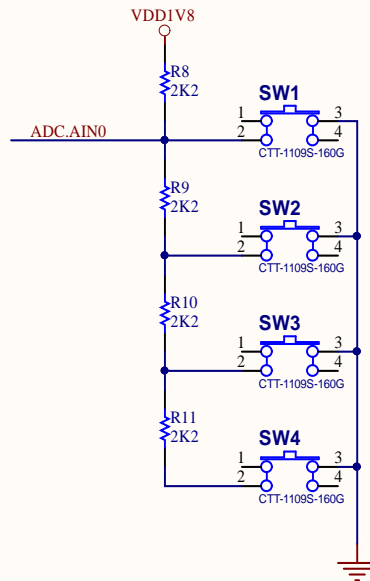 VDD1V8
R8
2K2
SW1
1
3
ADC.AIN0
2
4
CTT-1109S-160G
R9
2K2
SW2
1
3
2
4
CTT-1109S-160G
R10
2K2
SW3
1
3
2
4
CTT-1109S-160G
R11
2K2
SW4
1
3
2
4
CTT-1109S-160G